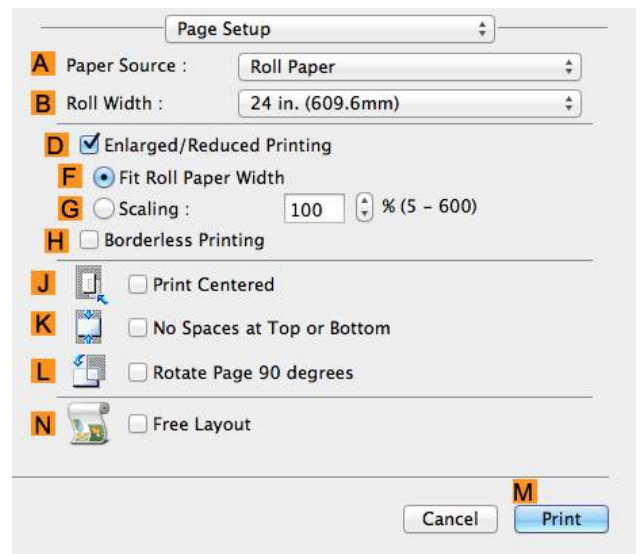 Page Setup
A Paper Source : Roll Paper
B Roll Width : 24 in. (609.6mm)
D Enlarged/Reduced Printing
F Fit Roll Paper Width
G Scaling : 100 % (5 - 600)
H Borderless Printing
J Print Centered
K No Spaces at Top or Bottom
L Rotate Page 90 degrees
N Free Layout
M
Cancel Print